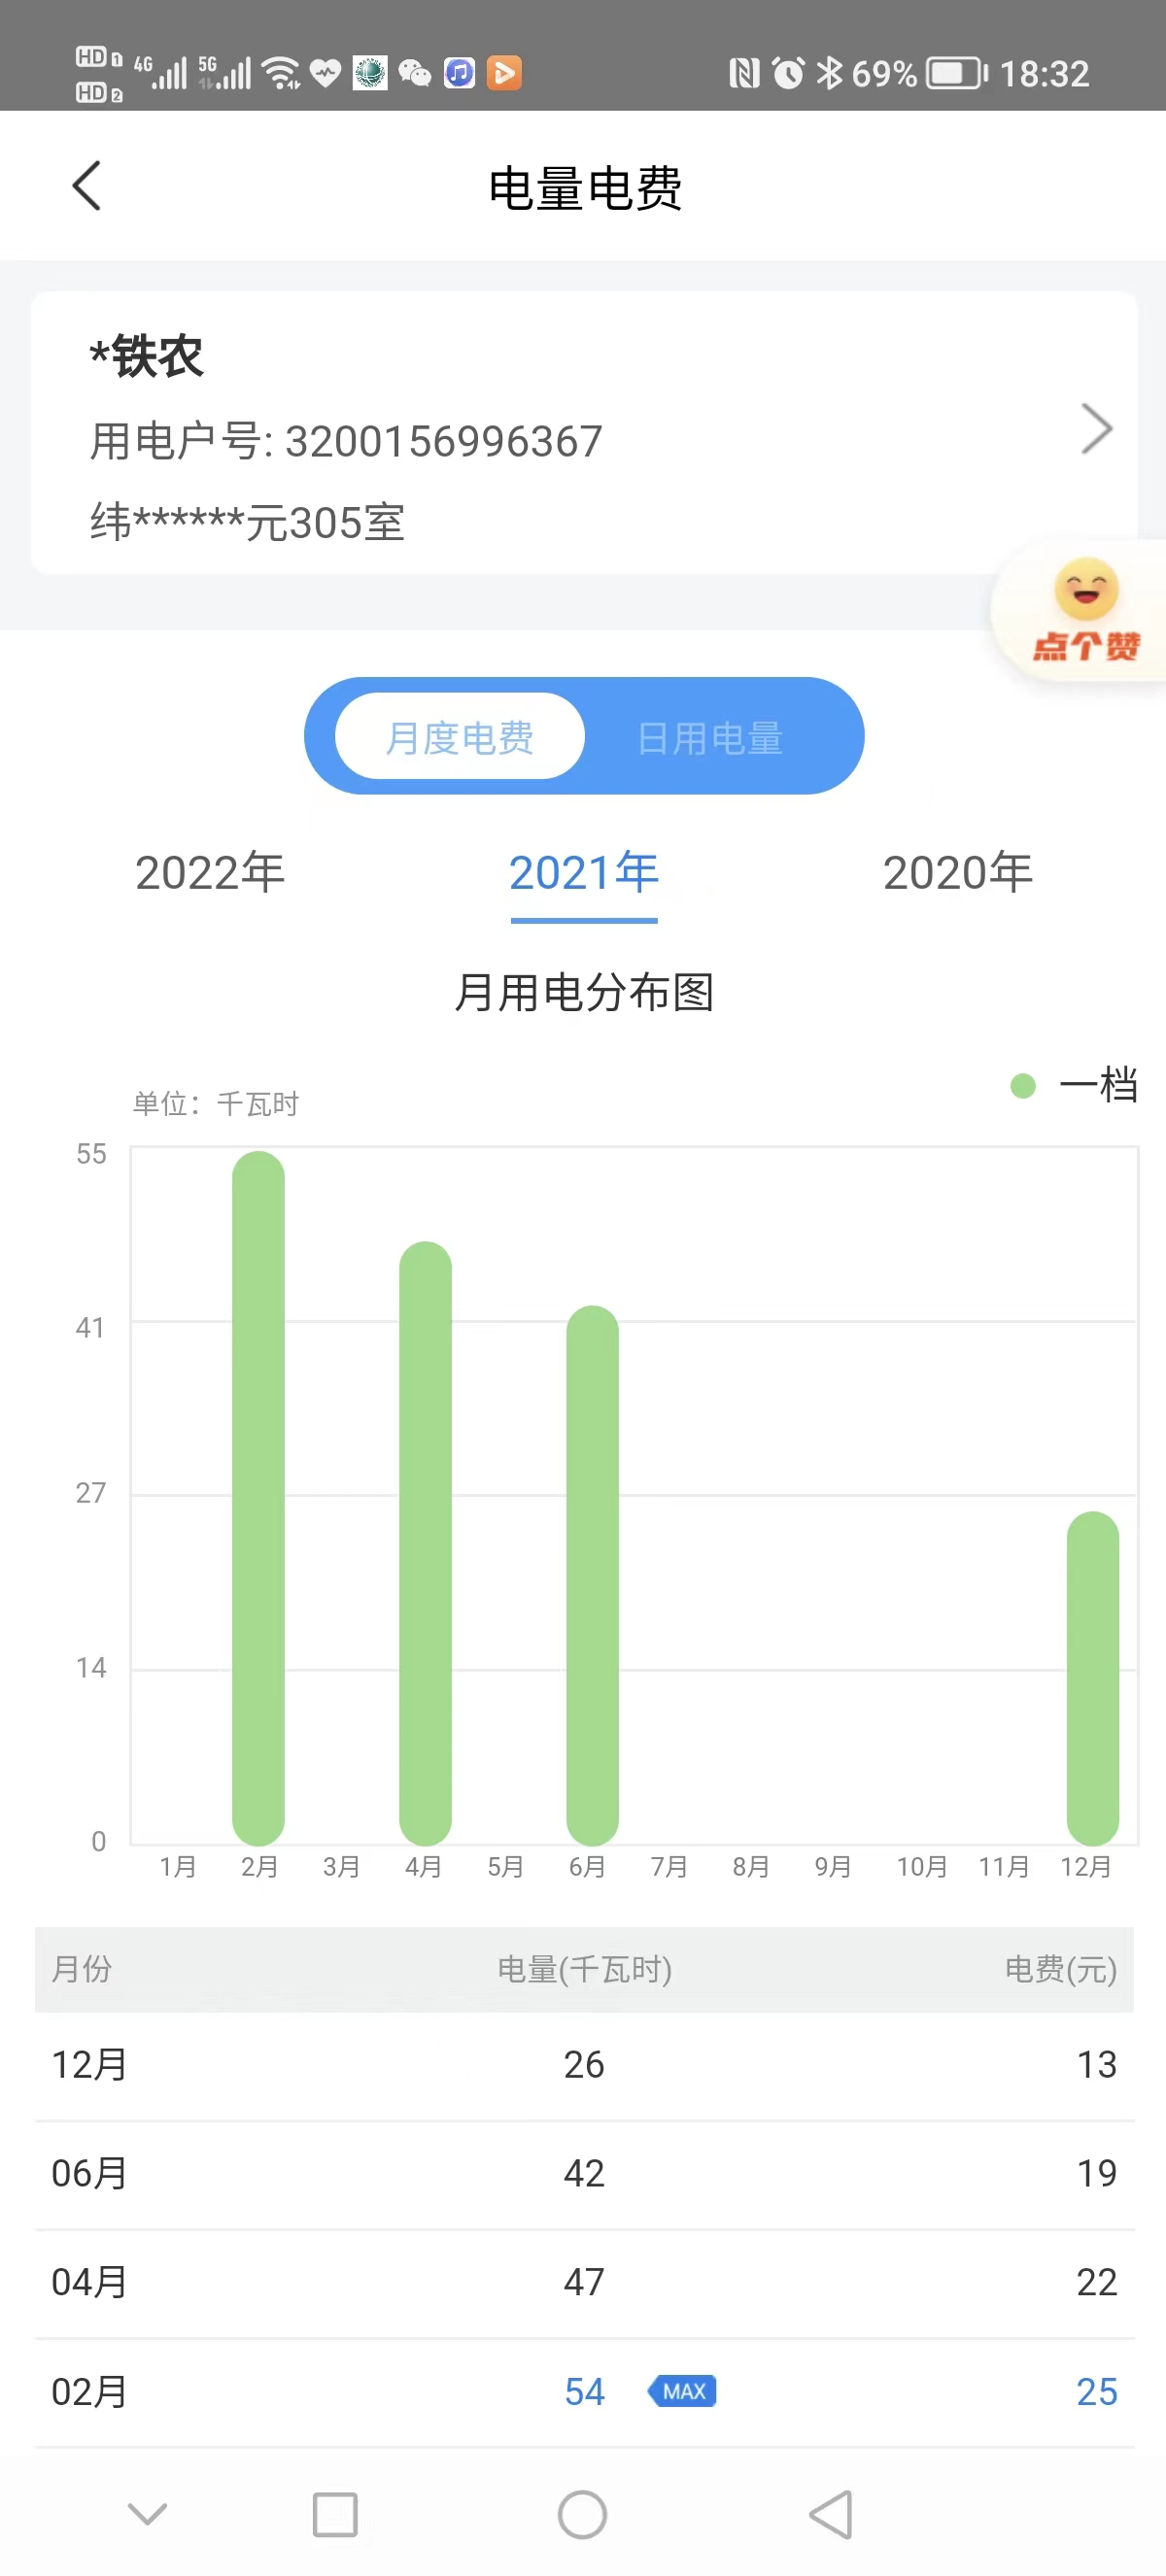 HD 1 4G 5G 69% 18:32
HD 2
电量电费
*铁农
用电户号: 3200156996367
纬******元305室
点个赞
月度电费 日用电量
2022年 2021年 2020年
月用电分布图
一档
单位：千瓦时
55
41
27
14
0
1月 2月 3月 4月 5月 6月 7月 8月 9月 10月 11月 12月
月份 电量(千瓦时) 电费(元)
12月 26 13
06月 42 19
04月 47 22
02月 54 MAX 25